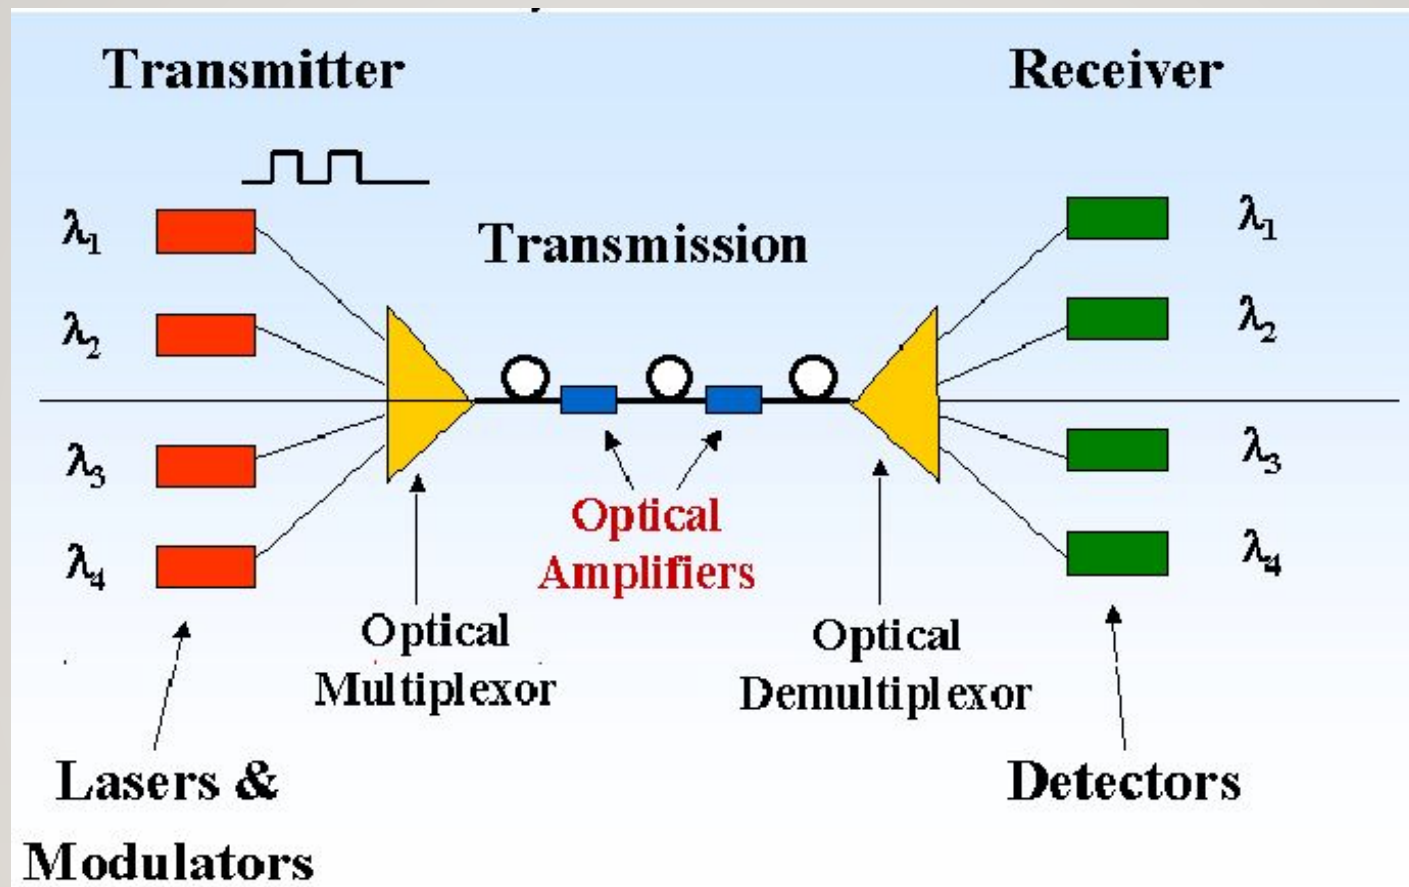 Transmitter
Receiver
λ1
λ2
λ3
λ4
Transmission
λ1
λ2
λ3
λ4
Optical
Amplifiers
Optical
Multiplexor
Optical
Demultiplexor
Lasers &
Modulators
Detectors